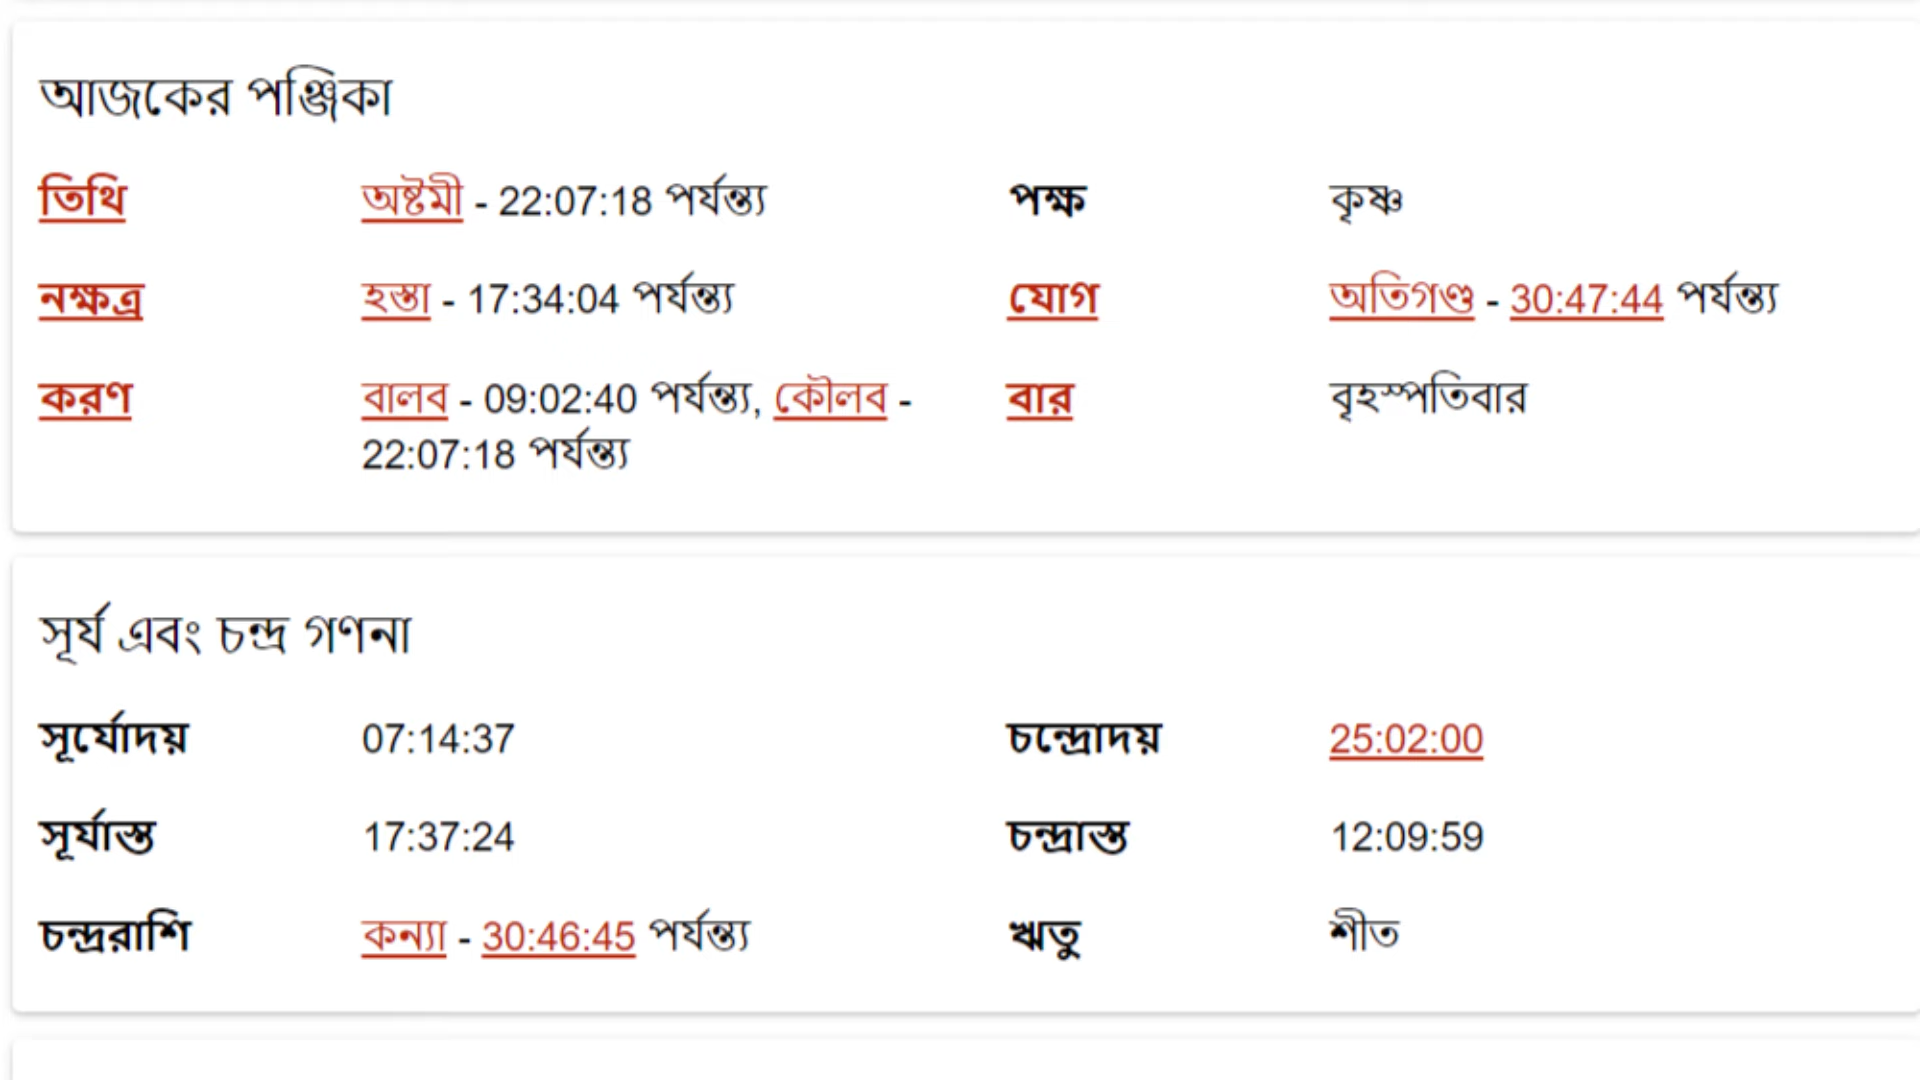 আজকের পঞ্জিকা
তিথি অষ্টমী - 22:07:18 পর্যন্ত্য পক্ষ কৃষ্ণ
নক্ষত্র হস্তা - 17:34:04 পর্যন্ত্য যোগ অতিগণ্ড - 30:47:44 পর্যন্ত্য
করণ বালব - 09:02:40 পর্যন্ত্য, কৌলব - বার বৃহস্পতিবার
22:07:18 পর্যন্ত্য
সূর্য এবং চন্দ্র গণনা
সূর্যোদয় 07:14:37 চন্দ্রোদয় 25:02:00
সূর্যাস্ত 17:37:24 চন্দ্রাস্ত 12:09:59
চন্দ্ররাশি কন্যা - 30:46:45 পর্যন্ত্য ঋতু শীত